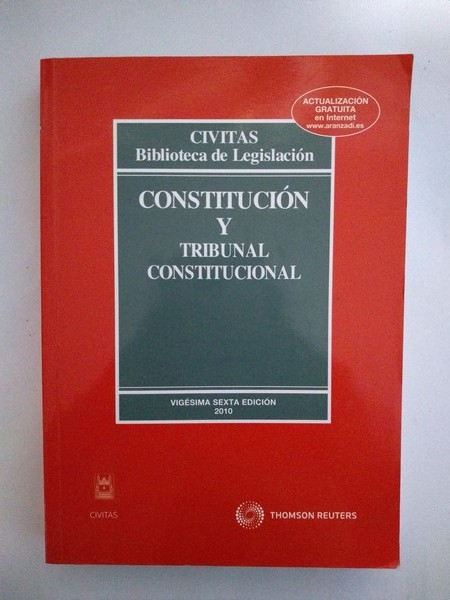 ACTUALIZACIÓN
GRATUITA
en Internet
www.aranzadi.es
CIVITAS
Biblioteca de Legislación
CONSTITUCIÓN
Y
TRIBUNAL
CONSTITUCIONAL
VIGÉSIMA SEXTA EDICIÓN
2010
CIVITAS
THOMSON REUTERS